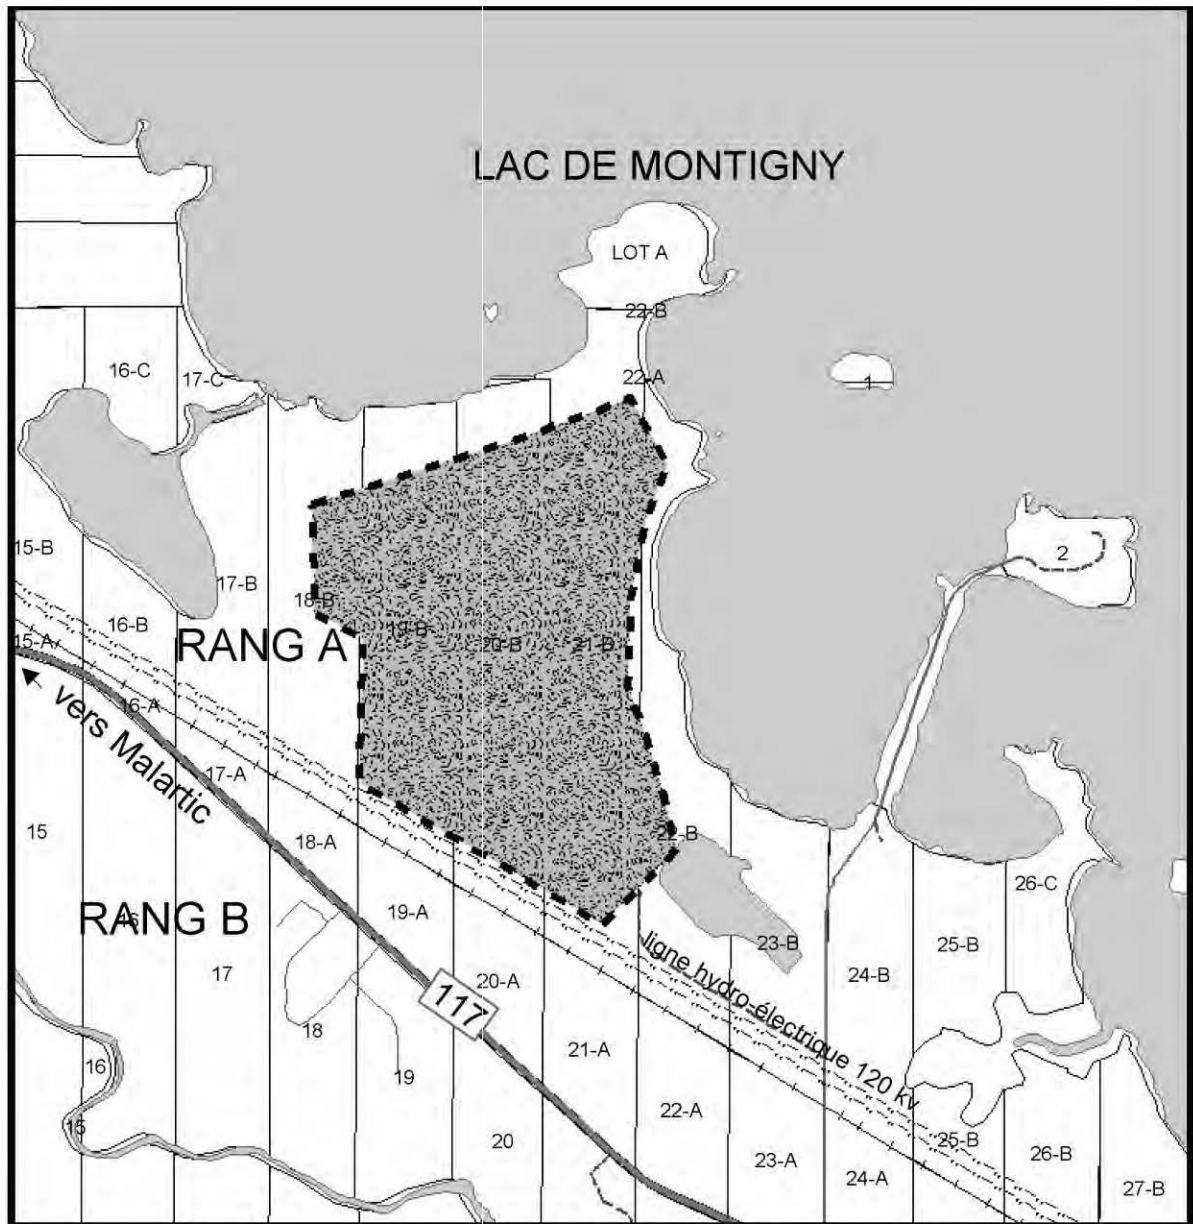 LAC DE MONTIGNY
LOT A
22-B
16-C
17-C
22-A
1
15-B
17-B
2
18-B
16-B
19-B
20-B
21-B
15-A
RANG A
16-A
vers Malartic
17-A
15
18-A
22-B
26-C
RANG B
16
19-A
23-B
25-B
17
20-A
24-B
ligne hydro-électrique 120 kv
117
18
21-A
16
19
22-A
15
20
25-B
26-B
23-A
24-A
27-B